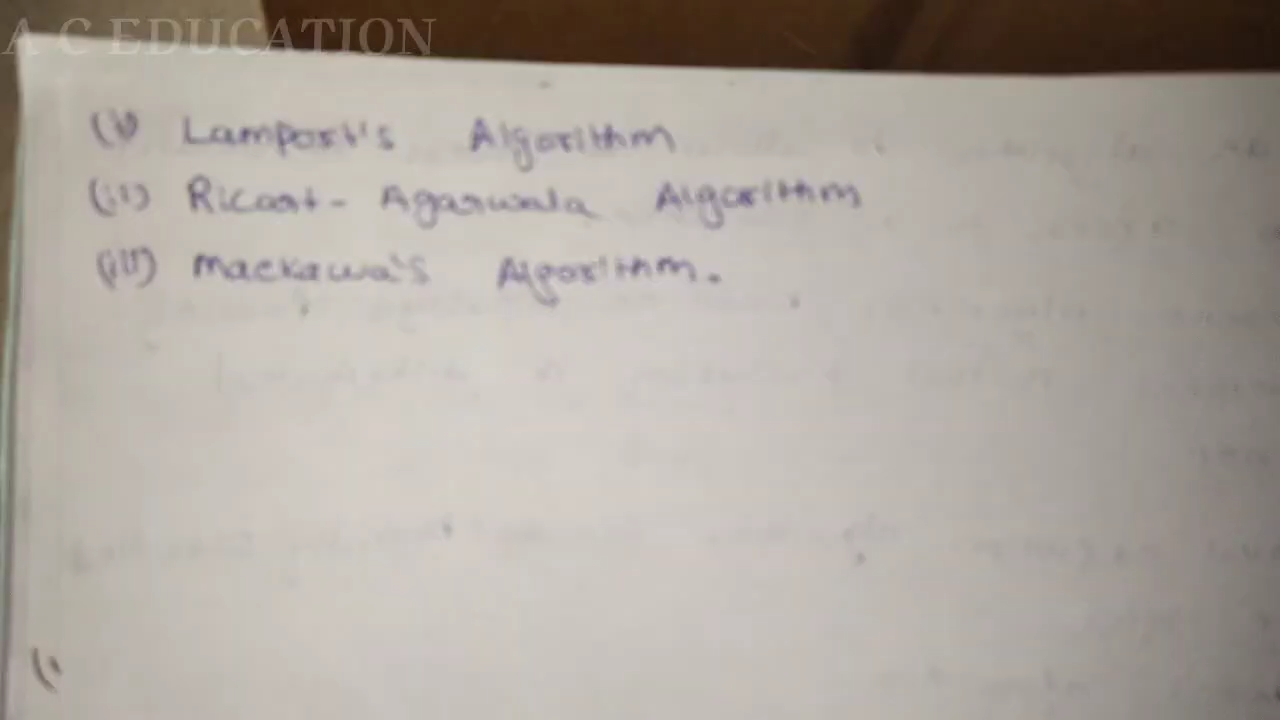 A C EDUCATION
(i) Lamport's Algorithm
(ii) Ricart- Agarwala Algorithm
(iii) Maekawa's Algorithm.